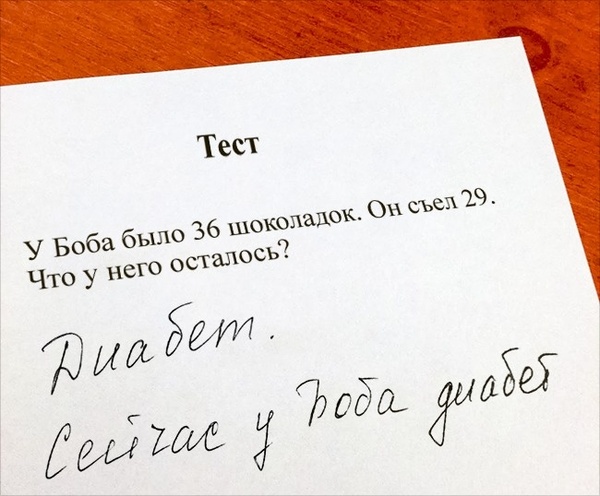 Тест
У Боба было 36 шоколадок. Он съел 29.
Что у него осталось?
Диабет.
Сейчас у Боба диабет